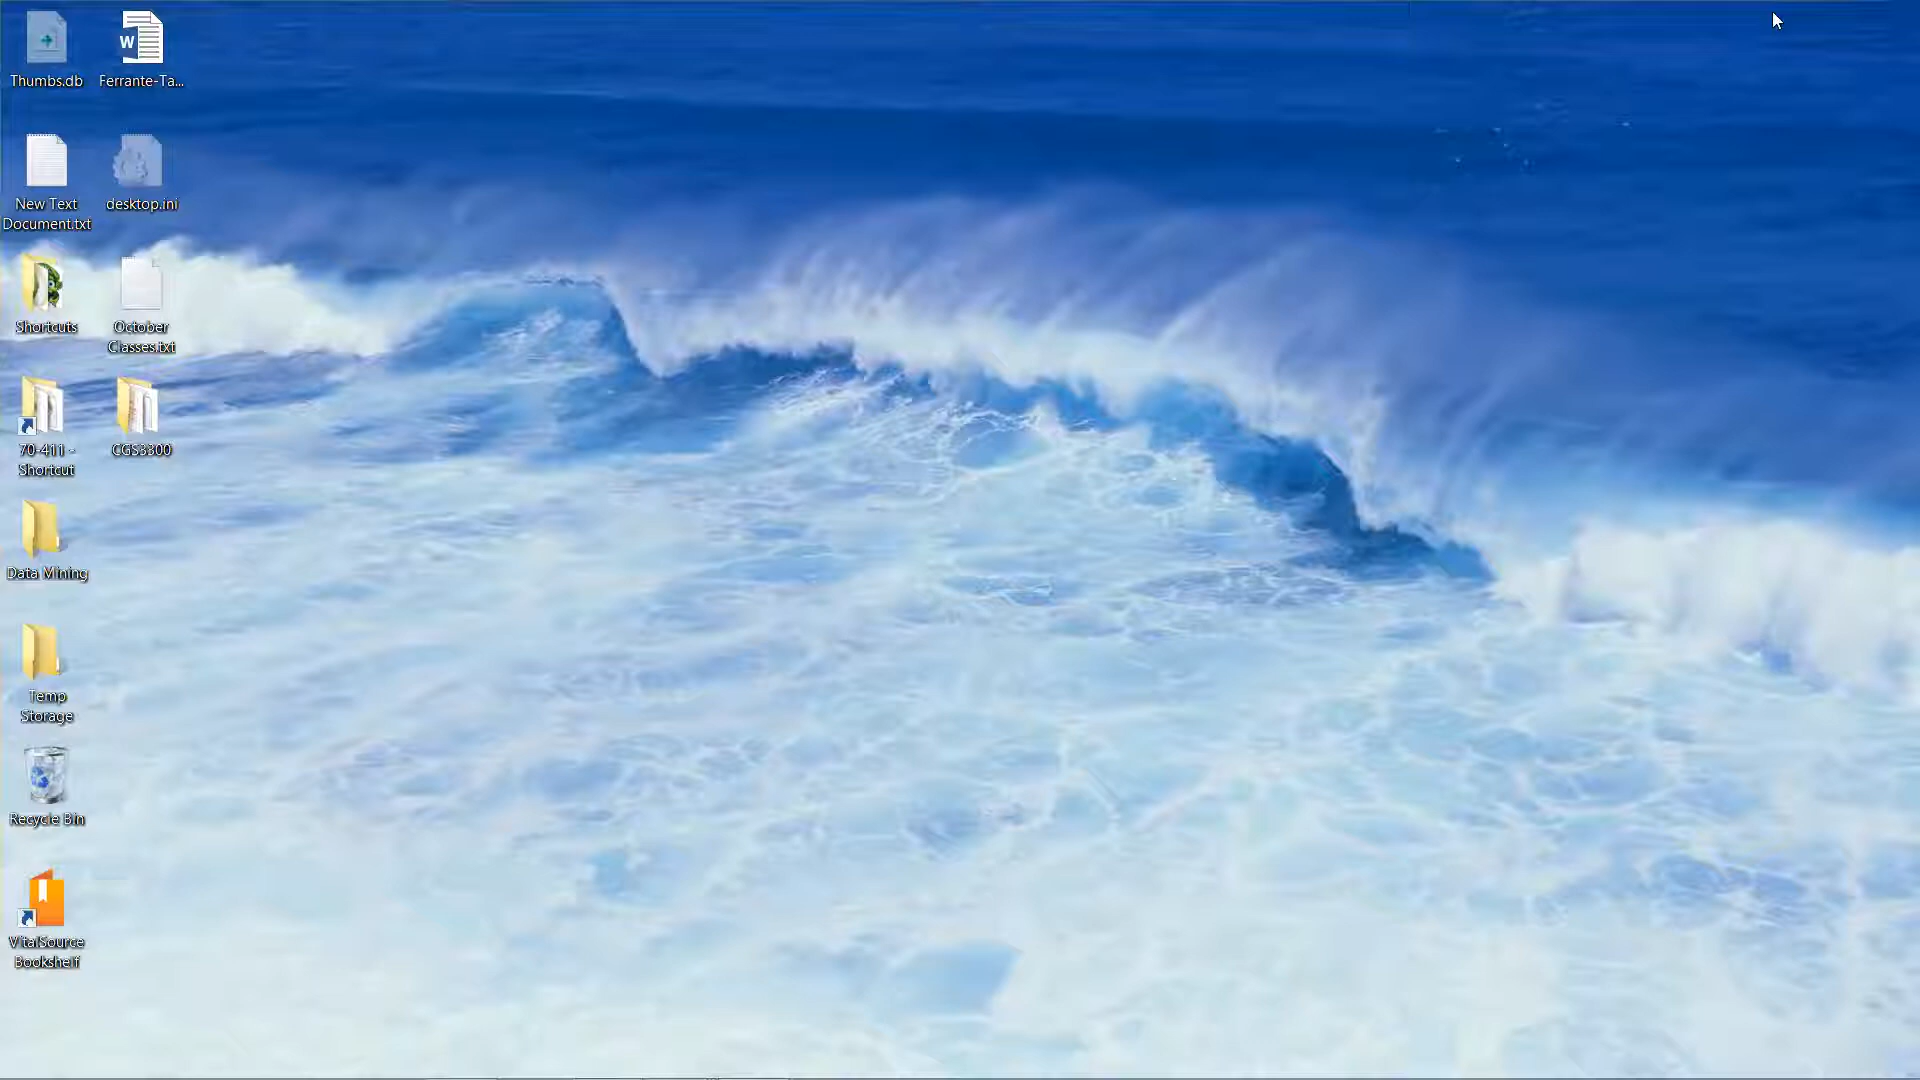 Thumbs.db
Ferrante-Ta...
W
New Text
Document.txt
desktop.ini
Shortcuts
October
Classes.txt
70-411 -
Shortcut
CGS3300
Data Mining
Temp
Storage
Recycle Bin
VitalSource
Bookshelf